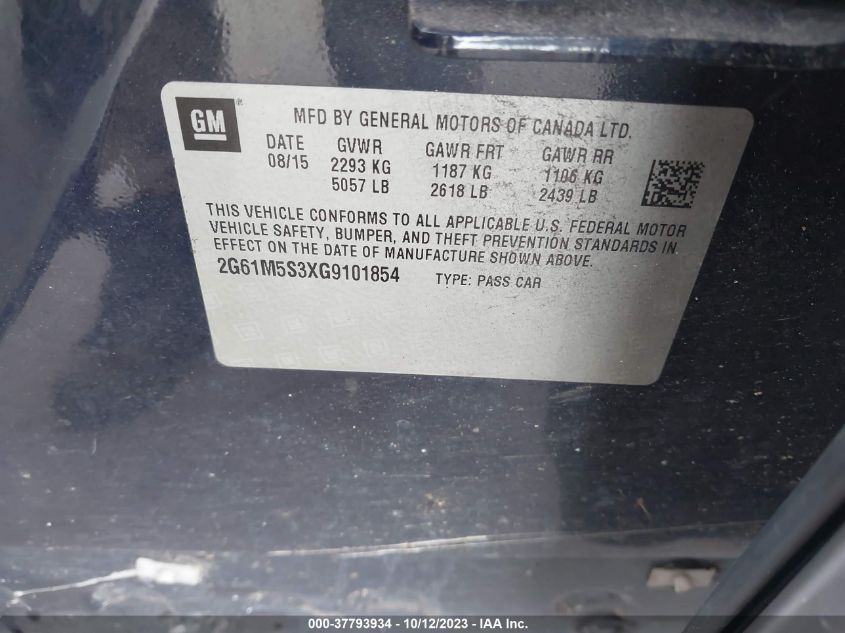 GM ®
MFD BY GENERAL MOTORS OF CANADA LTD.
DATE GVWR GAWR FRT GAWR RR
08/15 2293 KG 1187 KG 1106 KG
5057 LB 2618 LB 2439 LB
THIS VEHICLE CONFORMS TO ALL APPLICABLE U.S. FEDERAL MOTOR
VEHICLE SAFETY, BUMPER, AND THEFT PREVENTION STANDARDS IN
EFFECT ON THE DATE OF MANUFACTURE SHOWN ABOVE.
2G61M5S3XG9101854 TYPE: PASS CAR
000-37793934 - 10/12/2023 - IAA Inc.